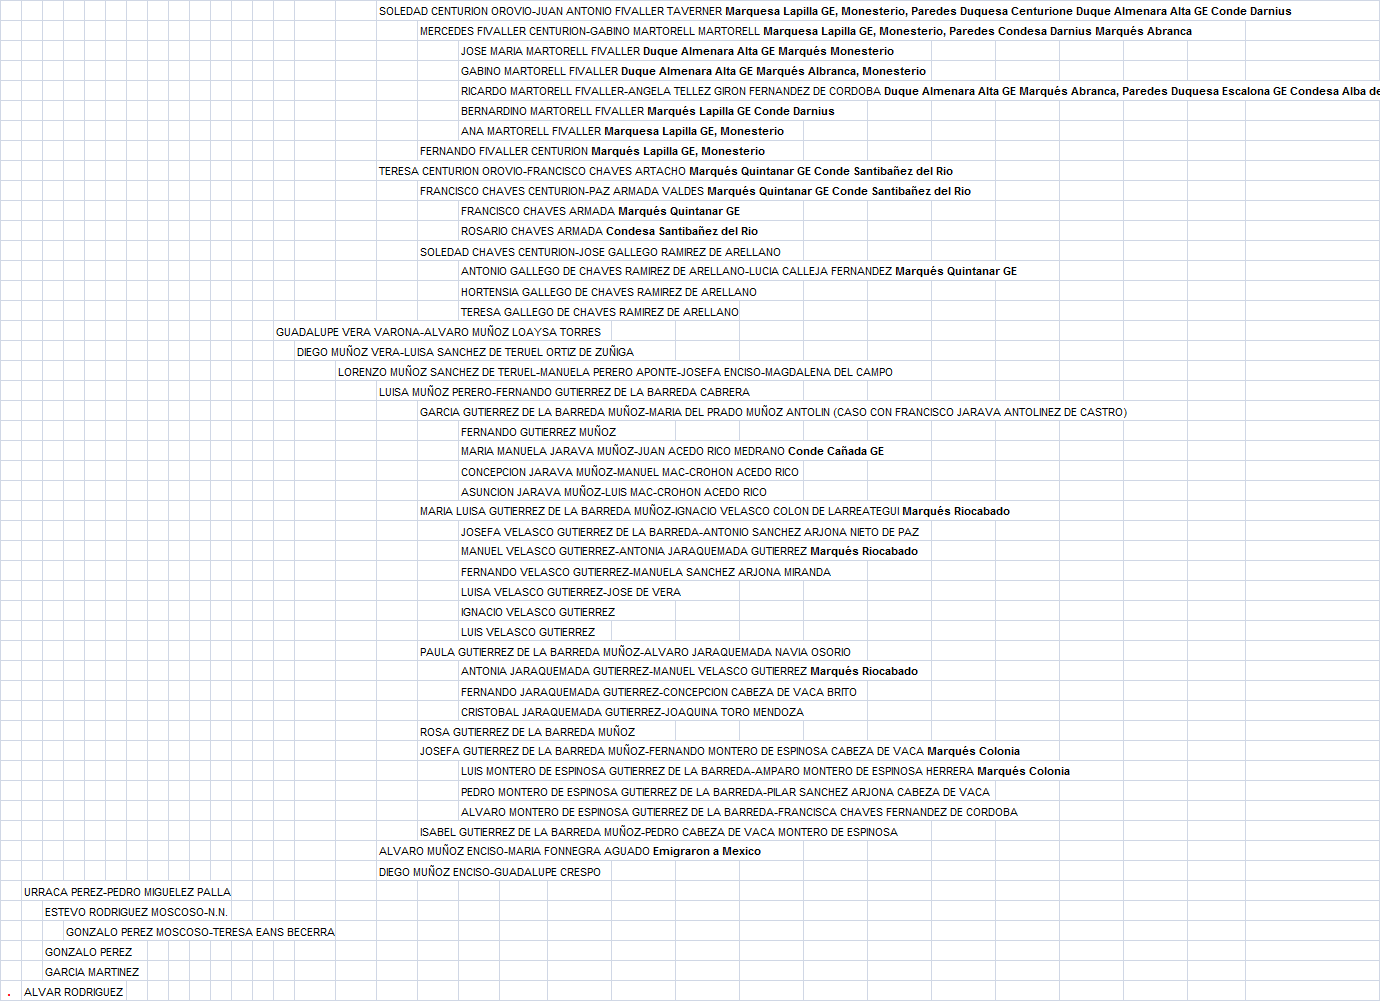 SOLEDAD CENTURION OROVIO-JUAN ANTONIO FIVALLER TAVERNER Marquesa Lapilla GE, Monesterio, Paredes Duquesa Centurione Duque Almenara Alta GE Conde Darnius
MERCEDES FIVALLER CENTURION-GABINO MARTORELL MARTORELL Marquesa Lapilla GE, Monesterio, Paredes Condesa Darnius Marqués Abranca
JOSE MARIA MARTORELL FIVALLER Duque Almenara Alta GE Marqués Monesterio
GABINO MARTORELL FIVALLER Duque Almenara Alta GE Marqués Albranca, Monesterio
RICARDO MARTORELL FIVALLER-ANGELA TELLEZ GIRON FERNANDEZ DE CORDOBA Duque Almenara Alta GE Marqués Abranca, Paredes Duquesa Escalona GE Condesa Alba de
BERNARDINO MARTORELL FIVALLER Marqués Lapilla GE Conde Darnius
ANA MARTORELL FIVALLER Marquesa Lapilla GE, Monesterio
FERNANDO FIVALLER CENTURION Marqués Lapilla GE, Monesterio
TERESA CENTURION OROVIO-FRANCISCO CHAVES ARTACHO Marqués Quintanar GE Conde Santibañez del Rio
FRANCISCO CHAVES CENTURION-PAZ ARMADA VALDES Marqués Quintanar GE Conde Santibañez del Rio
FRANCISCO CHAVES ARMADA Marqués Quintanar GE
ROSARIO CHAVES ARMADA Condesa Santibañez del Rio
SOLEDAD CHAVES CENTURION-JOSE GALLEGO RAMIREZ DE ARELLANO
ANTONIO GALLEGO DE CHAVES RAMIREZ DE ARELLANO-LUCIA CALLEJA FERNANDEZ Marqués Quintanar GE
HORTENSIA GALLEGO DE CHAVES RAMIREZ DE ARELLANO
TERESA GALLEGO DE CHAVES RAMIREZ DE ARELLANO
GUADALUPE VERA VARONA-ALVARO MUÑOZ LOAYSA TORRES
DIEGO MUÑOZ VERA-LUISA SANCHEZ DE TERUEL ORTIZ DE ZUÑIGA
LORENZO MUÑOZ SANCHEZ DE TERUEL-MANUELA PERERO APONTE-JOSEFA ENCISO-MAGDALENA DEL CAMPO
LUISA MUÑOZ PERERO-FERNANDO GUTIERREZ DE LA BARREDA CABRERA
GARCIA GUTIERREZ DE LA BARREDA MUÑOZ-MARIA DEL PRADO MUÑOZ ANTOLIN (CASO CON FRANCISCO JARAVA ANTOLINEZ DE CASTRO)
FERNANDO GUTIERREZ MUÑOZ
MARIA MANUELA JARAVA MUÑOZ-JUAN ACEDO RICO MEDRANO Conde Cañada GE
CONCEPCION JARAVA MUÑOZ-MANUEL MAC-CROHON ACEDO RICO
ASUNCION JARAVA MUÑOZ-LUIS MAC-CROHON ACEDO RICO
MARIA LUISA GUTIERREZ DE LA BARREDA MUÑOZ-IGNACIO VELASCO COLON DE LARREATEGUI Marqués Riocabado
JOSEFA VELASCO GUTIERREZ DE LA BARREDA-ANTONIO SANCHEZ ARJONA NIETO DE PAZ
MANUEL VELASCO GUTIERREZ-ANTONIA JARAQUEMADA GUTIERREZ Marqués Riocabado
FERNANDO VELASCO GUTIERREZ-MANUELA SANCHEZ ARJONA MIRANDA
LUISA VELASCO GUTIERREZ-JOSE DE VERA
IGNACIO VELASCO GUTIERREZ
LUIS VELASCO GUTIERREZ
PAULA GUTIERREZ DE LA BARREDA MUÑOZ-ALVARO JARAQUEMADA NAVIA OSORIO
ANTONIA JARAQUEMADA GUTIERREZ-MANUEL VELASCO GUTIERREZ Marqués Riocabado
FERNANDO JARAQUEMADA GUTIERREZ-CONCEPCION CABEZA DE VACA BRITO
CRISTOBAL JARAQUEMADA GUTIERREZ-JOAQUINA TORO MENDOZA
ROSA GUTIERREZ DE LA BARREDA MUÑOZ
JOSEFA GUTIERREZ DE LA BARREDA MUÑOZ-FERNANDO MONTERO DE ESPINOSA CABEZA DE VACA Marqués Colonia
LUIS MONTERO DE ESPINOSA GUTIERREZ DE LA BARREDA-AMPARO MONTERO DE ESPINOSA HERRERA Marqués Colonia
PEDRO MONTERO DE ESPINOSA GUTIERREZ DE LA BARREDA-PILAR SANCHEZ ARJONA CABEZA DE VACA
ALVARO MONTERO DE ESPINOSA GUTIERREZ DE LA BARREDA-FRANCISCA CHAVES FERNANDEZ DE CORDOBA
ISABEL GUTIERREZ DE LA BARREDA MUÑOZ-PEDRO CABEZA DE VACA MONTERO DE ESPINOSA
ALVARO MUÑOZ ENCISO-MARIA FONNEGRA AGUADO Emigraron a Mexico
DIEGO MUÑOZ ENCISO-GUADALUPE CRESPO
URRACA PEREZ-PEDRO MIGUELEZ PALLA
ESTEVO RODRIGUEZ MOSCOSO-N.N.
GONZALO PEREZ MOSCOSO-TERESA EANS BECERRA
GONZALO PEREZ
GARCIA MARTINEZ
. ALVAR RODRIGUEZ